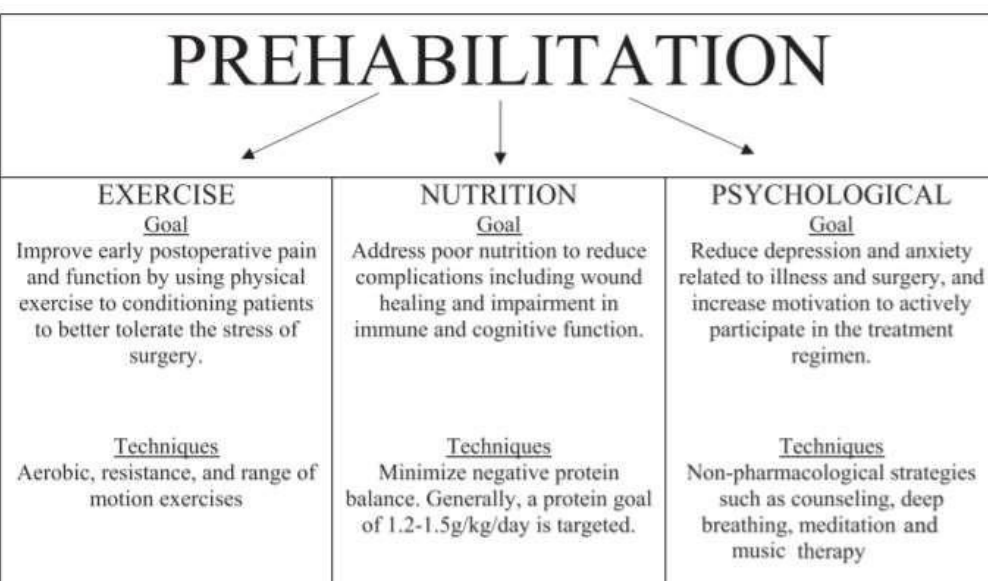 PREHABILITATION
EXERCISE
Goal
Improve early postoperative pain
and function by using physical
exercise to conditioning patients
to better tolerate the stress of
surgery.
Techniques
Aerobic, resistance, and range of
motion exercises
NUTRITION
Goal
Address poor nutrition to reduce
complications including wound
healing and impairment in
immune and cognitive function.
Techniques
Minimize negative protein
balance. Generally, a protein goal
of 1.2-1.5g/kg/day is targeted.
PSYCHOLOGICAL
Goal
Reduce depression and anxiety
related to illness and surgery, and
increase motivation to actively
participate in the treatment
regimen.
Techniques
Non-pharmacological strategies
such as counseling, deep
breathing, meditation and
music therapy